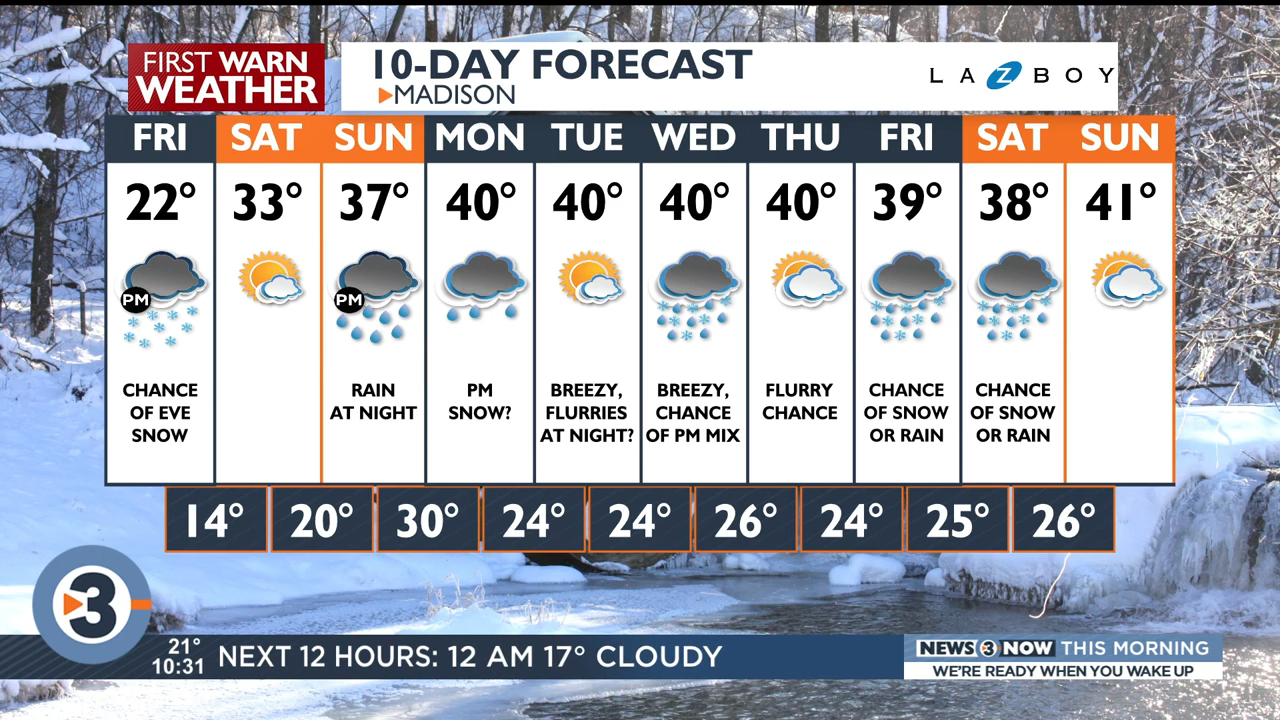 FIRST WARN
WEATHER
10-DAY FORECAST
MADISON
LAZBOY
FRI SAT SUN MON TUE WED THU FRI SAT SUN
22° 33° 37° 40° 40° 40° 40° 39° 38° 41°
PM
PM
CHANCE
OF EVE
SNOW
RAIN
AT NIGHT
PM
SNOW?
BREEZY,
FLURRIES
AT NIGHT?
BREEZY,
CHANCE
OF PM MIX
FLURRY
CHANCE
CHANCE
OF SNOW
OR RAIN
CHANCE
OF SNOW
OR RAIN
14° 20° 30° 24° 24° 26° 24° 25° 26°
3
21°
10:31
NEXT 12 HOURS: 12 AM 17° CLOUDY
NEWS 3 NOW THIS MORNING
WE'RE READY WHEN YOU WAKE UP